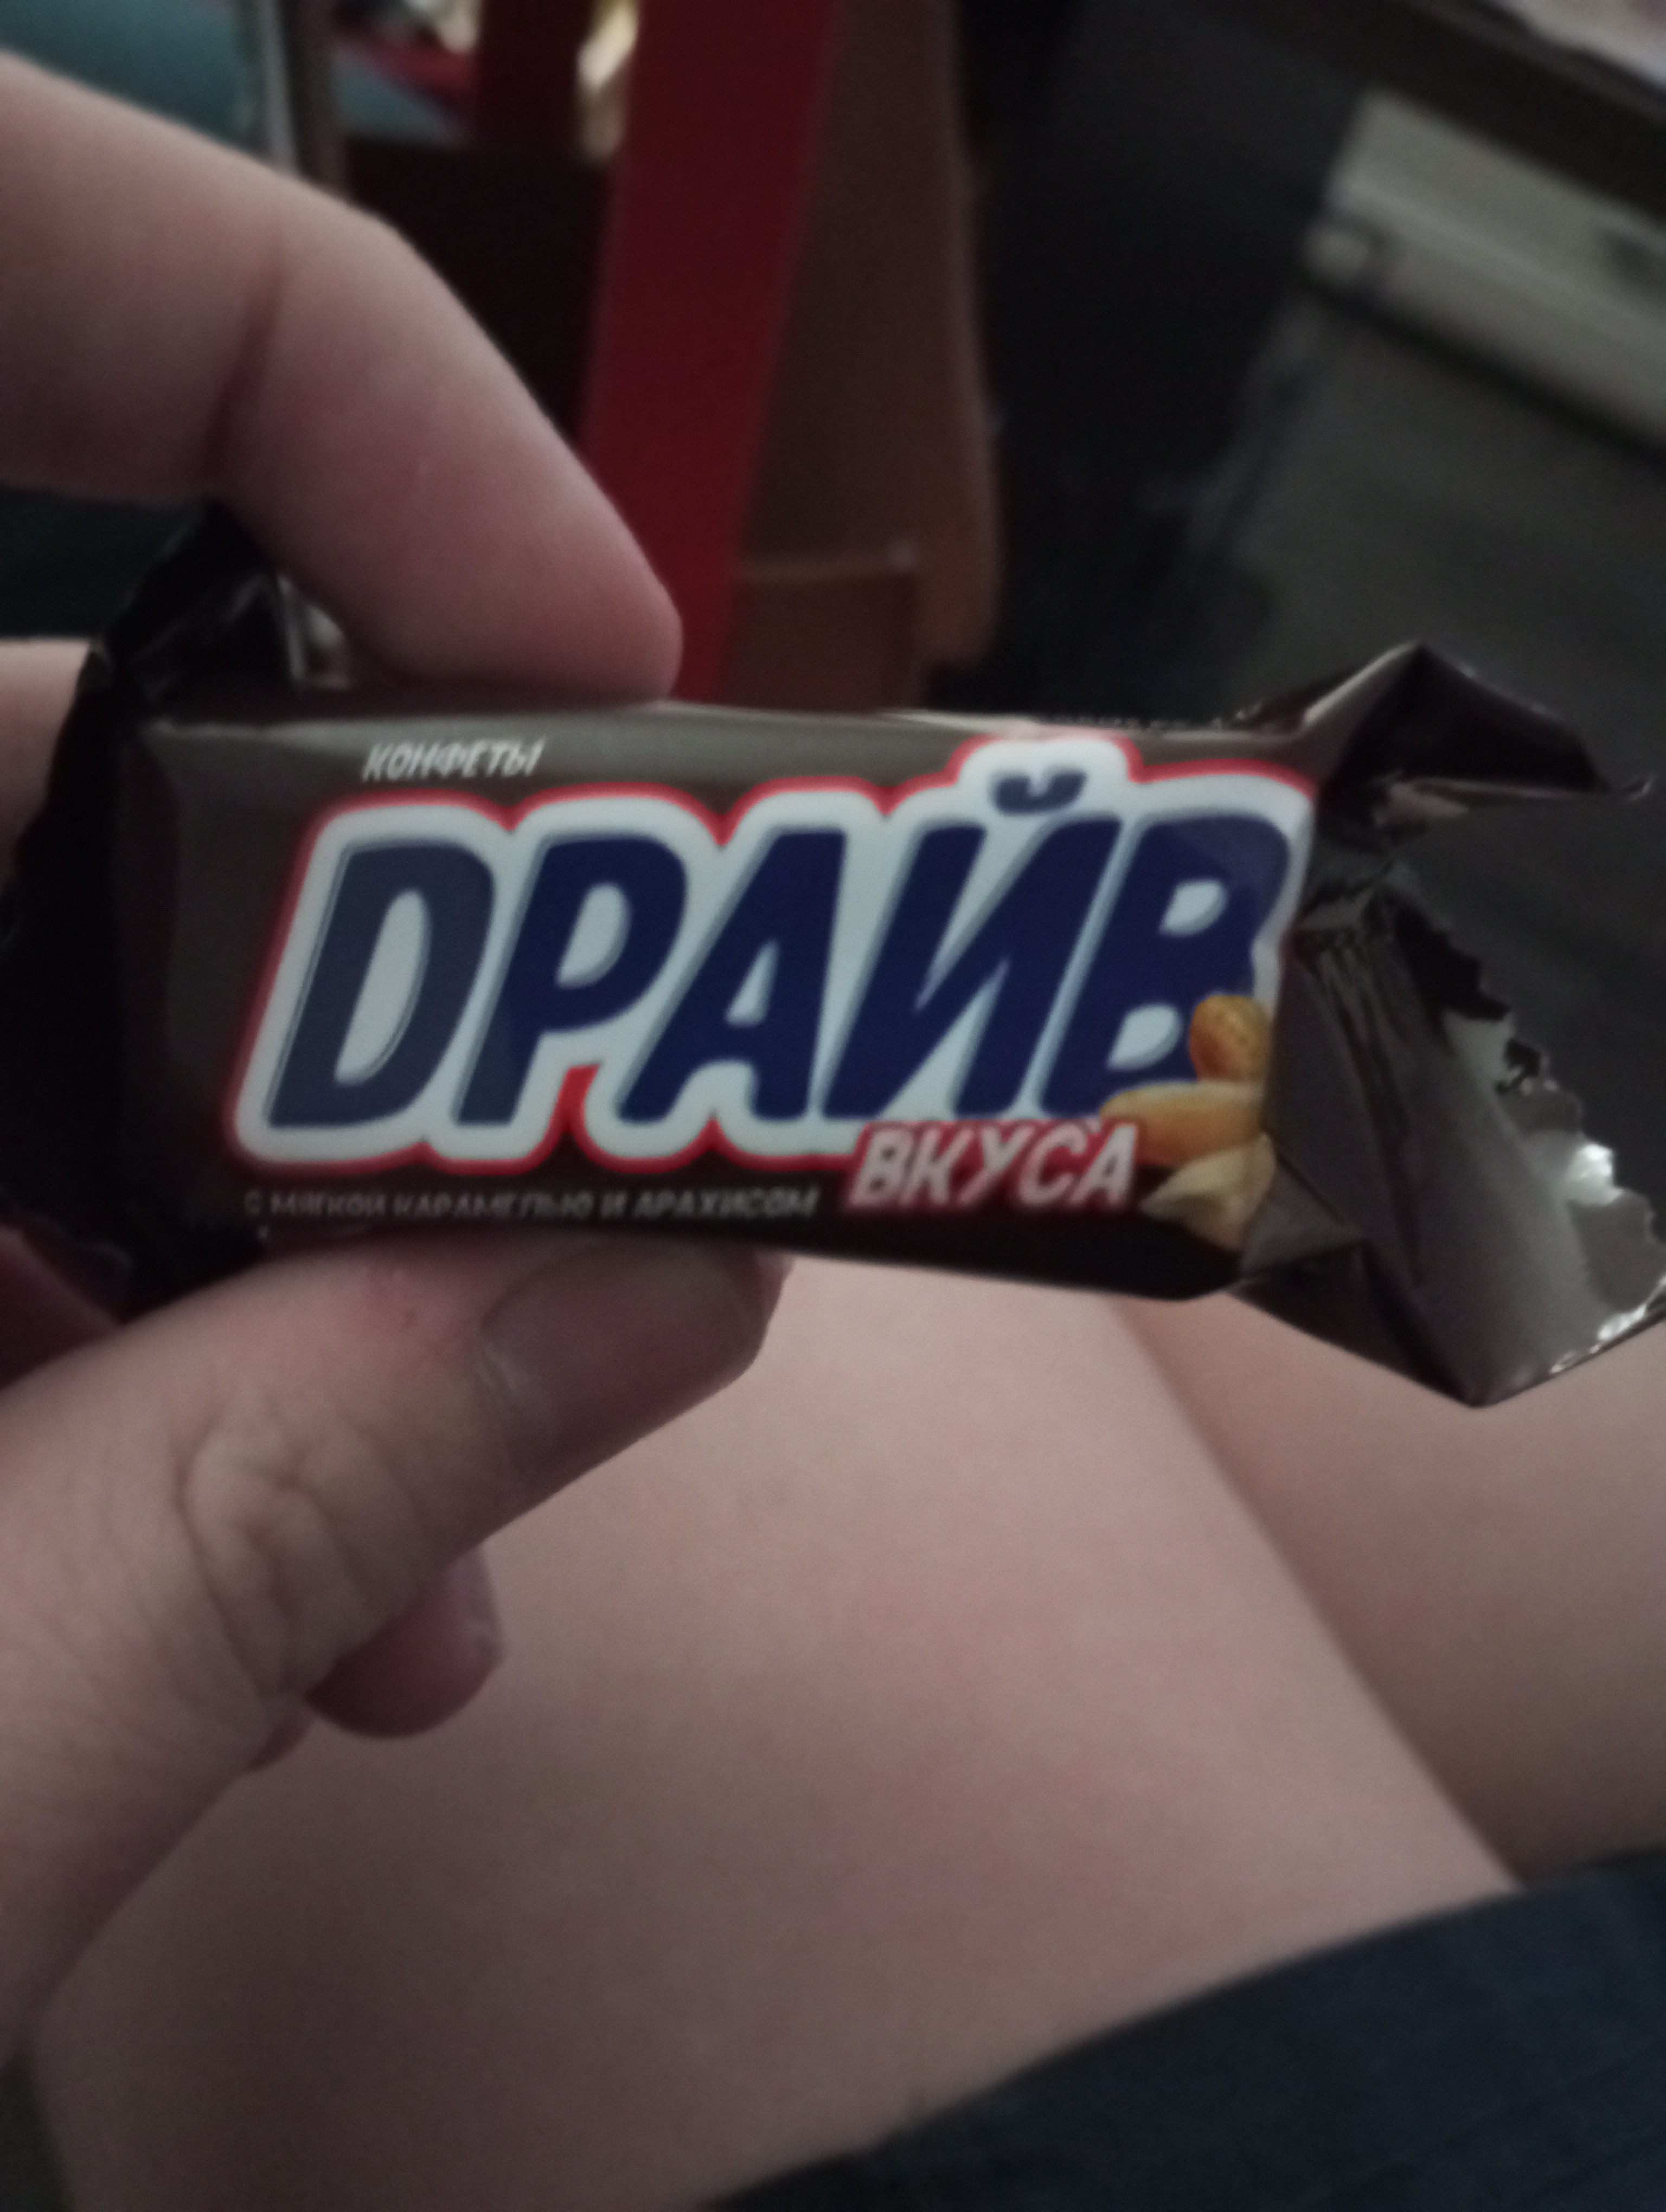 КОНФЕТЫ
DРАЙВ
ВКУСА
С МЯГКОЙ КАРАМЕЛЬЮ И АРАХИСОМ